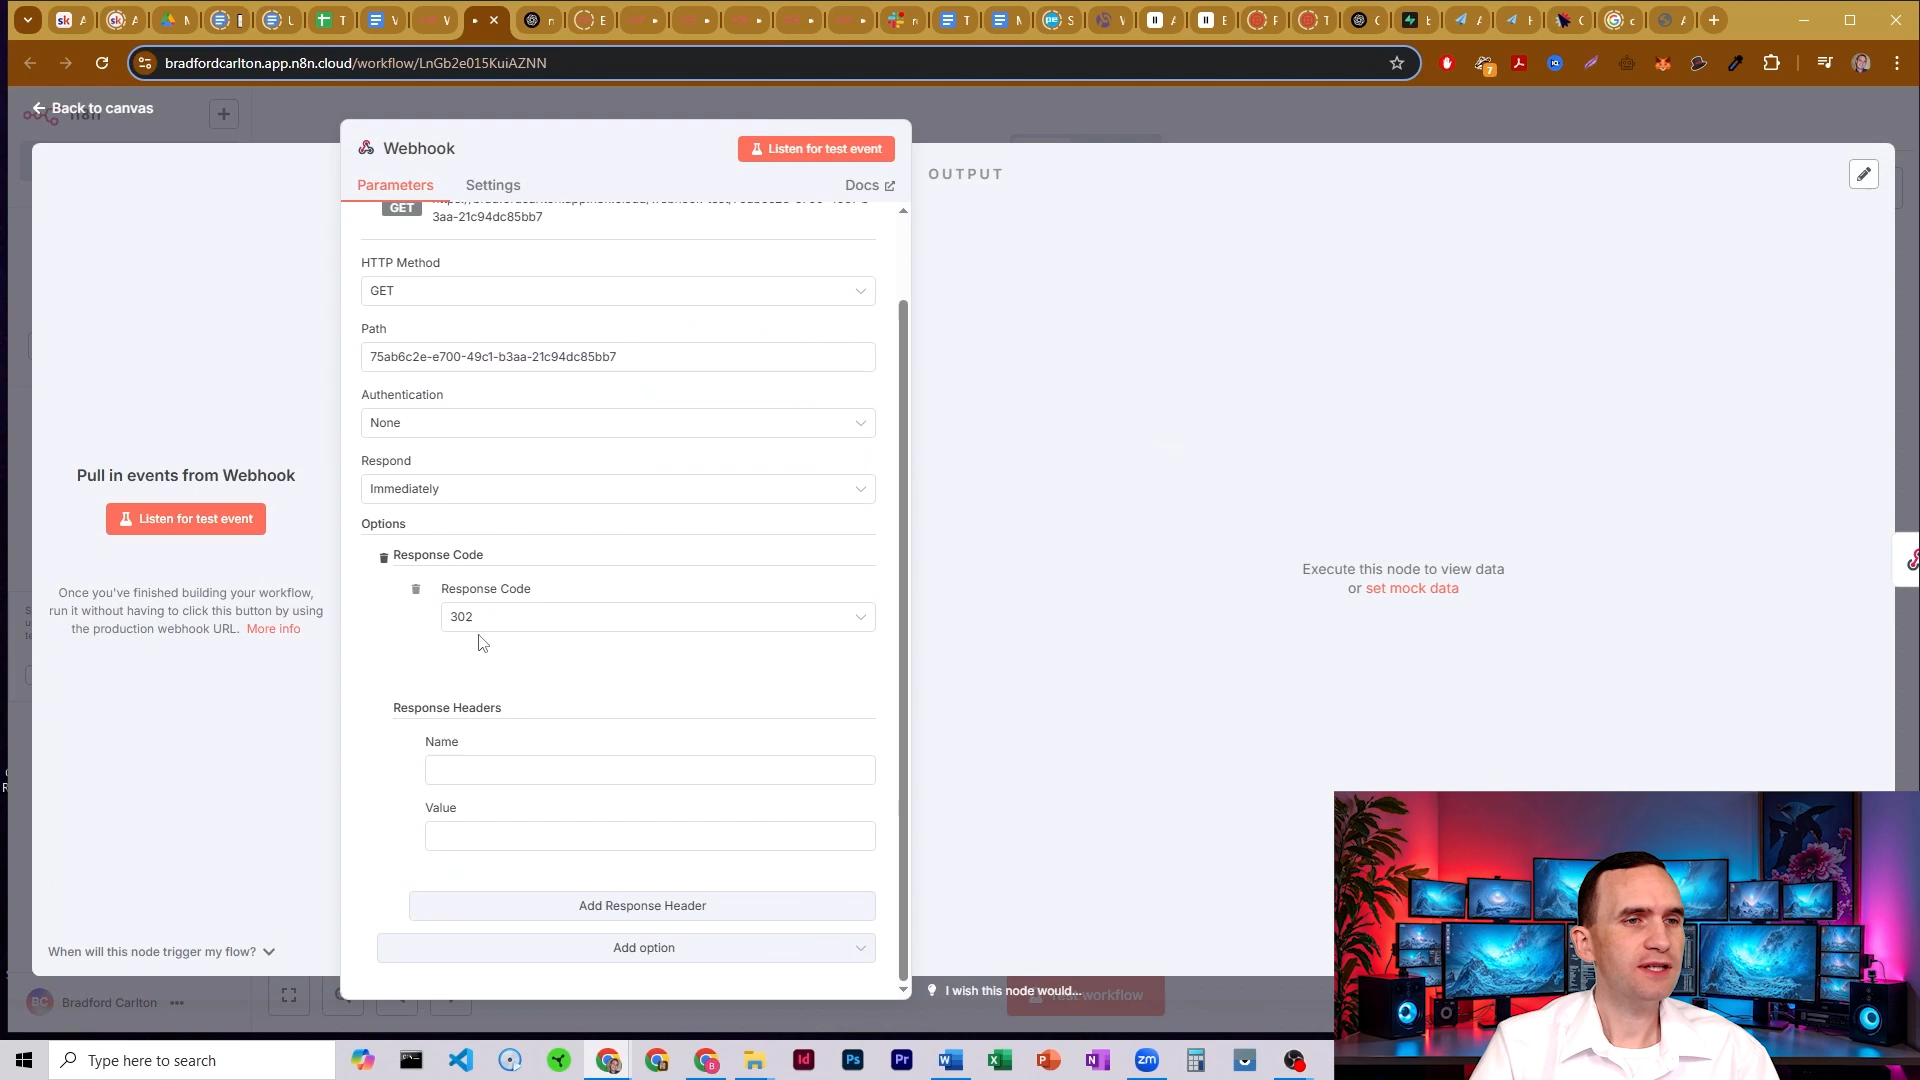 bradfordcarlton.app.n8n.cloud/workflow/LnGb2e015KuiAZNN
7
Back to canvas
n8n
Webhook
Listen for test event
Parameters
Settings
Docs
GET
3aa-21c94dc85bb7
HTTP Method
GET
Path
75ab6c2e-e700-49c1-b3aa-21c94dc85bb7
Authentication
None
Respond
Immediately
Options
Response Code
Response Code
302
Response Headers
Name
Value
Add Response Header
Add option
Pull in events from Webhook
Listen for test event
Once you've finished building your workflow,
run it without having to click this button by using
the production webhook URL. More info
When will this node trigger my flow?
OUTPUT
Execute this node to view data
or set mock data
I wish this node would...
Test workflow
BC Bradford Carlton
Type here to search